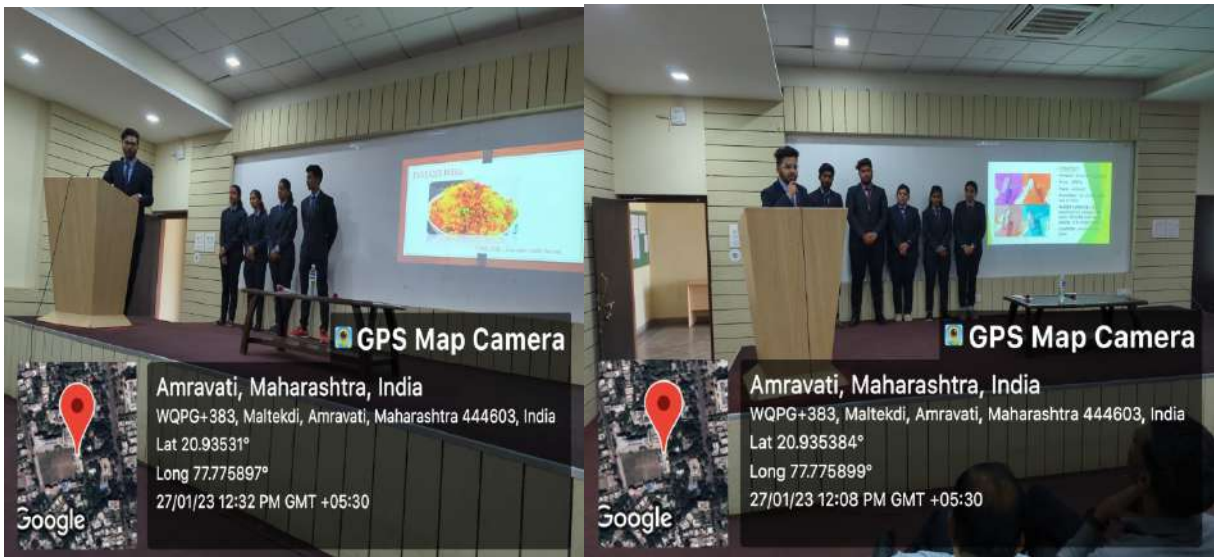 GPS Map Camera
Amravati, Maharashtra, India
WQPG+383, Maltekdi, Amravati, Maharashtra 444603, India
Lat 20.93531°
Long 77.775897°
27/01/23 12:32 PM GMT +05:30
Google
GPS Map Camera
Amravati, Maharashtra, India
WQPG+383, Maltekdi, Amravati, Maharashtra 444603, India
Lat 20.935384°
Long 77.775899°
27/01/23 12:08 PM GMT +05:30
Google